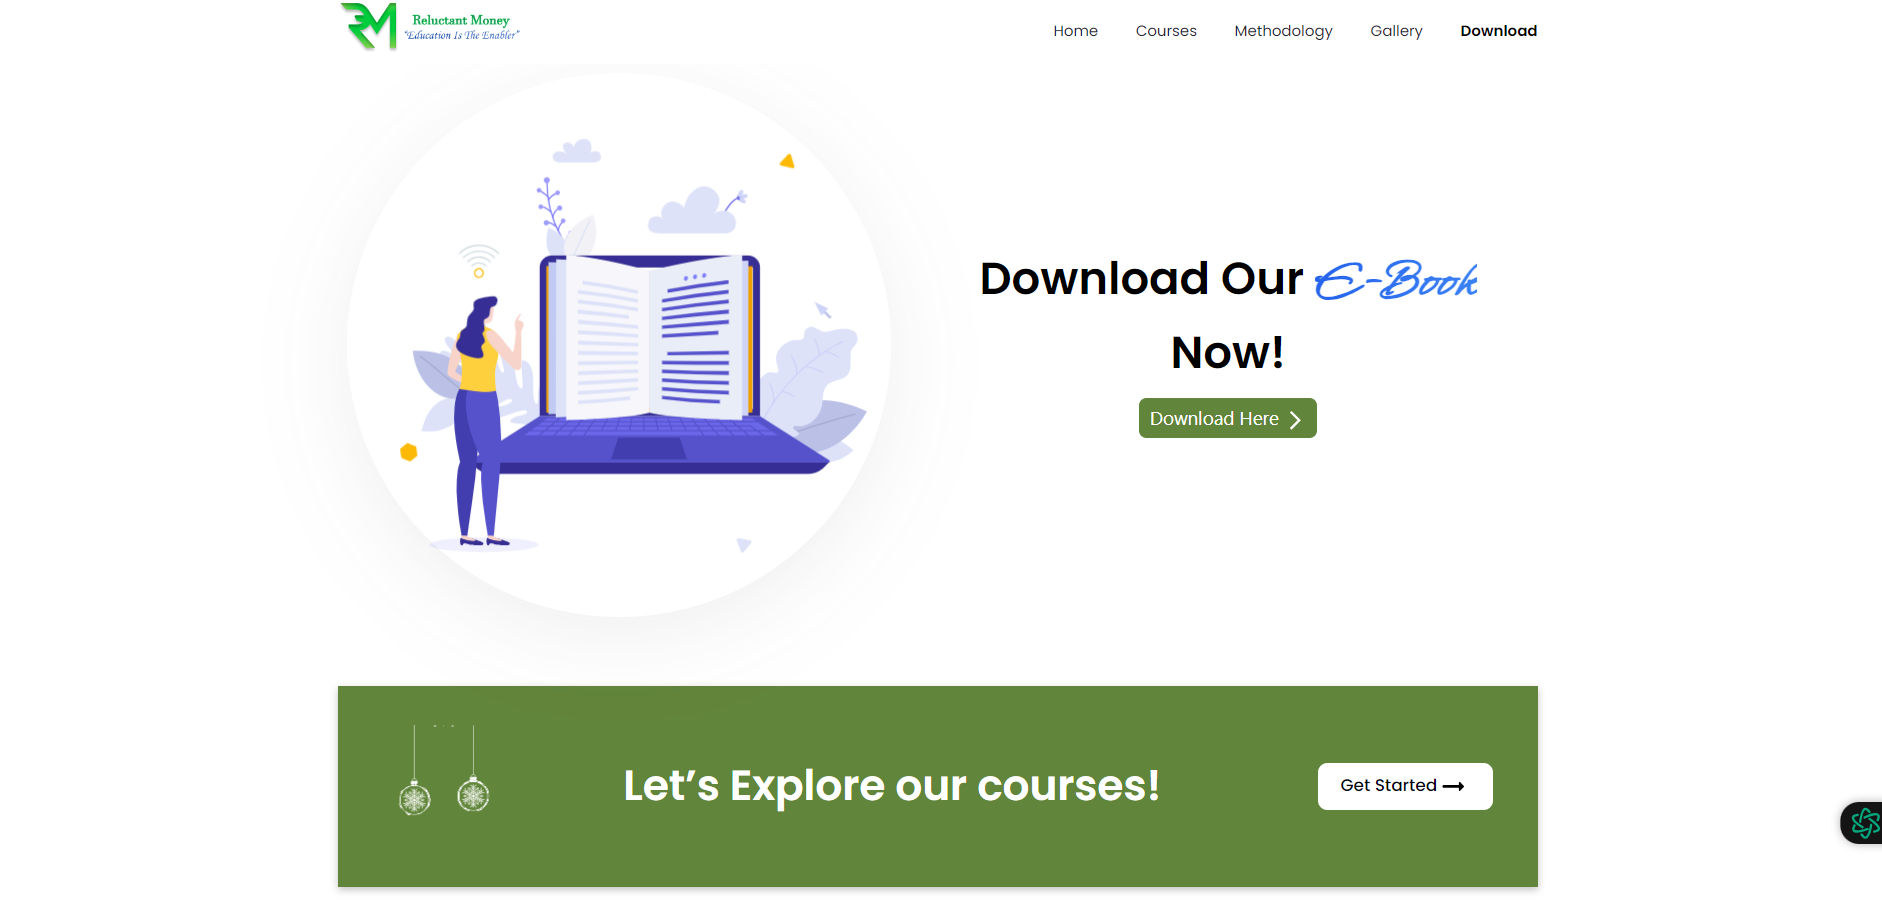 Reluctant Money
"Education Is The Enabler"
Home Courses Methodology Gallery Download
Download Our E-Book
Now!
Download Here
Let’s Explore our courses!
Get Started